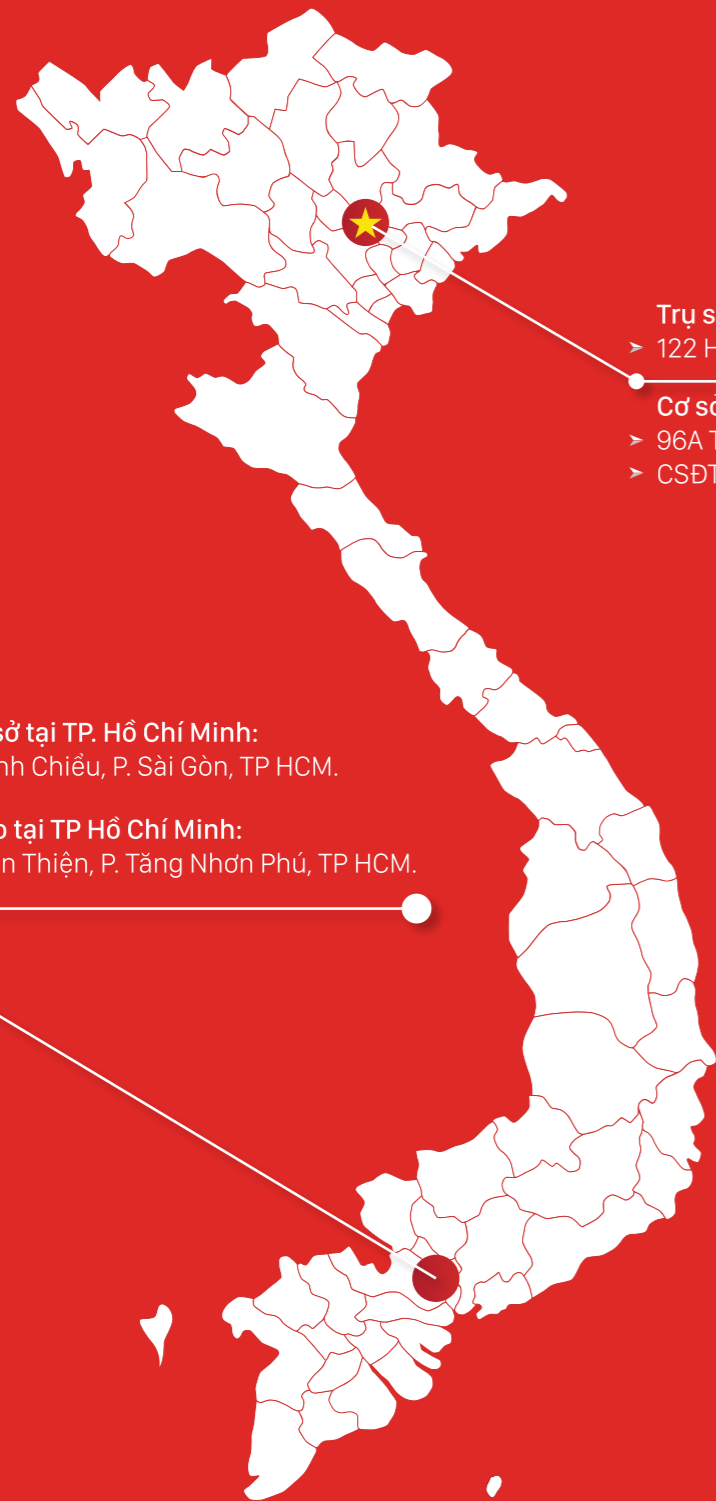 Trụ s
➢ 122 H
Cơ sở
➢ 96A T
➢ CSĐT
sở tại TP. Hồ Chí Minh:
nh Chiểu, P. Sài Gòn, TP HCM.
o tại TP Hồ Chí Minh:
n Thiện, P. Tăng Nhơn Phú, TP HCM.